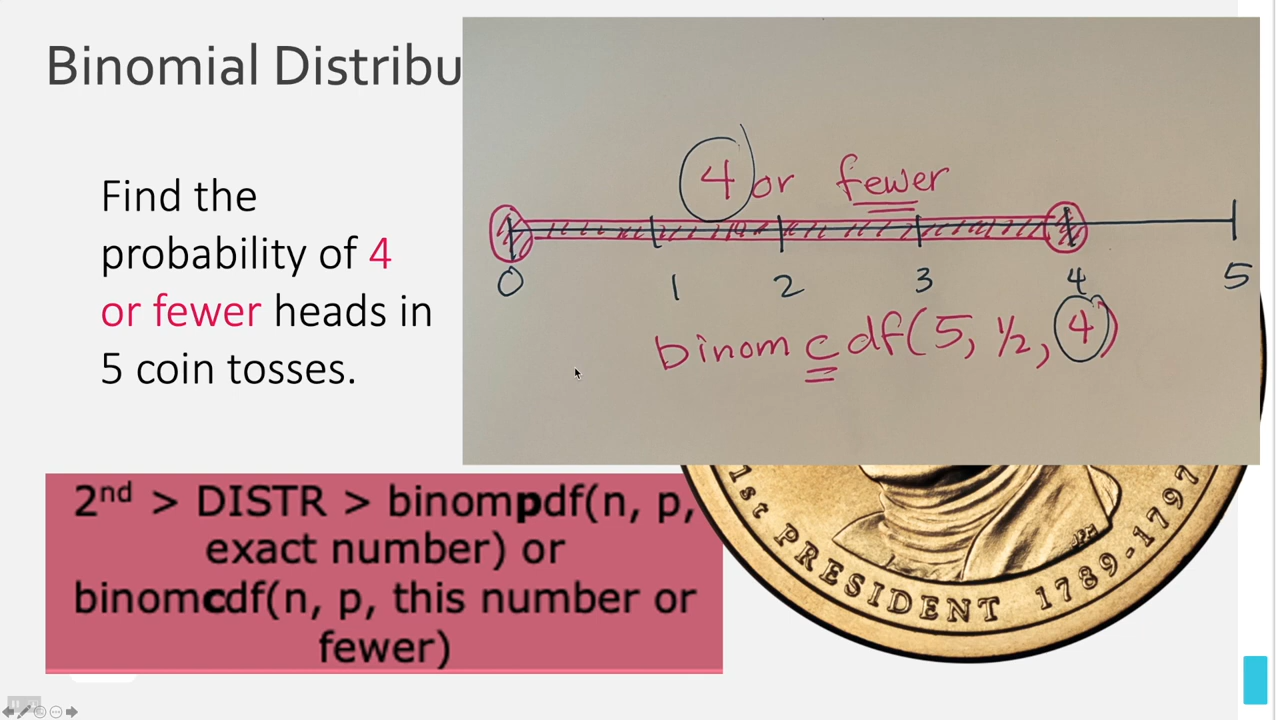 Binomial Distribu
Find the
probability of 4
or fewer heads in
5 coin tosses.
4 or fewer
0 1 2 3 4 5
binom cdf(5, 1/2, 4)
2nd > DISTR > binompdf(n, p,
exact number) or
binomcdf(n, p, this number or
fewer)
1st PRESIDENT 1789-1797